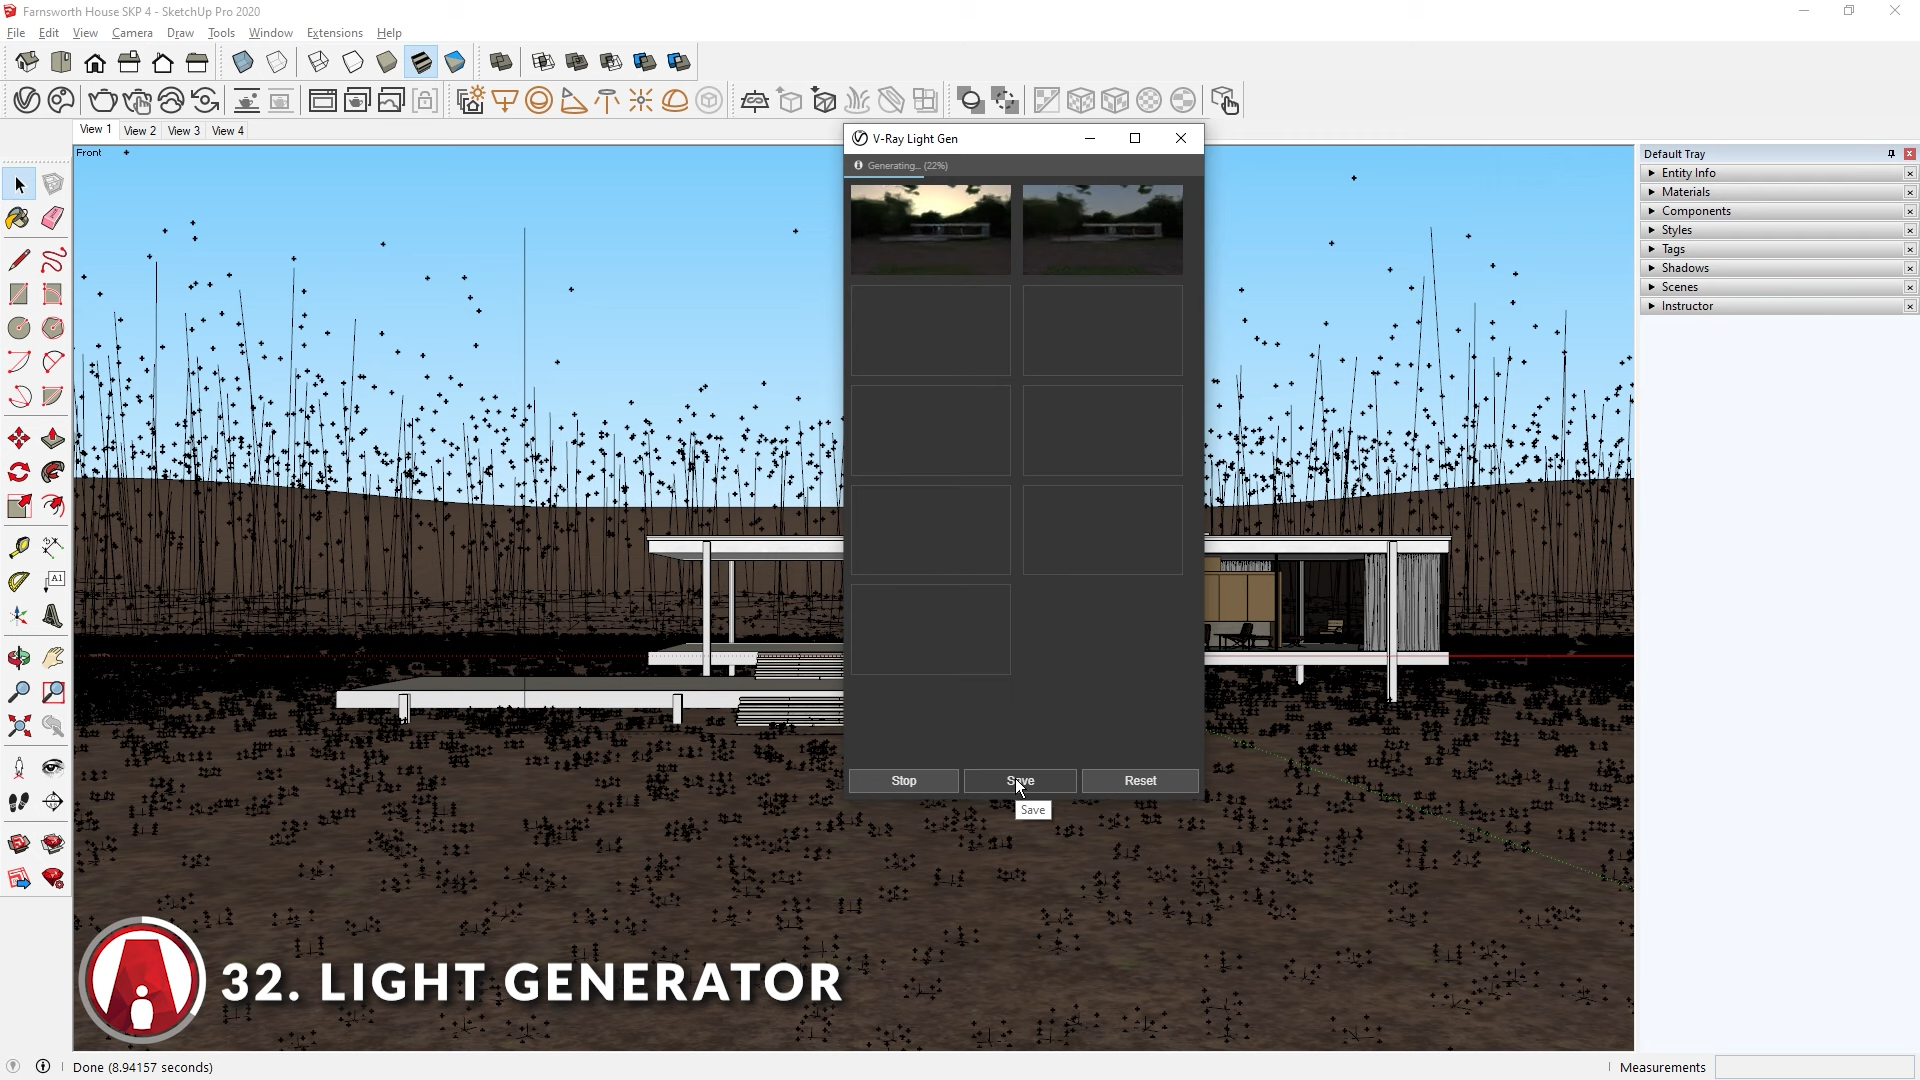 Farnsworth House SKP 4 - SketchUp Pro 2020
File Edit View Camera Draw Tools Window Extensions Help
View 1 View 2 View 3 View 4
Front
V-Ray Light Gen
Generating... (22%)
Stop Save Reset
Save
Default Tray
Entity Info
Materials
Components
Styles
Tags
Shadows
Scenes
Instructor
A1
32. LIGHT GENERATOR
Done (8.94157 seconds)
Measurements